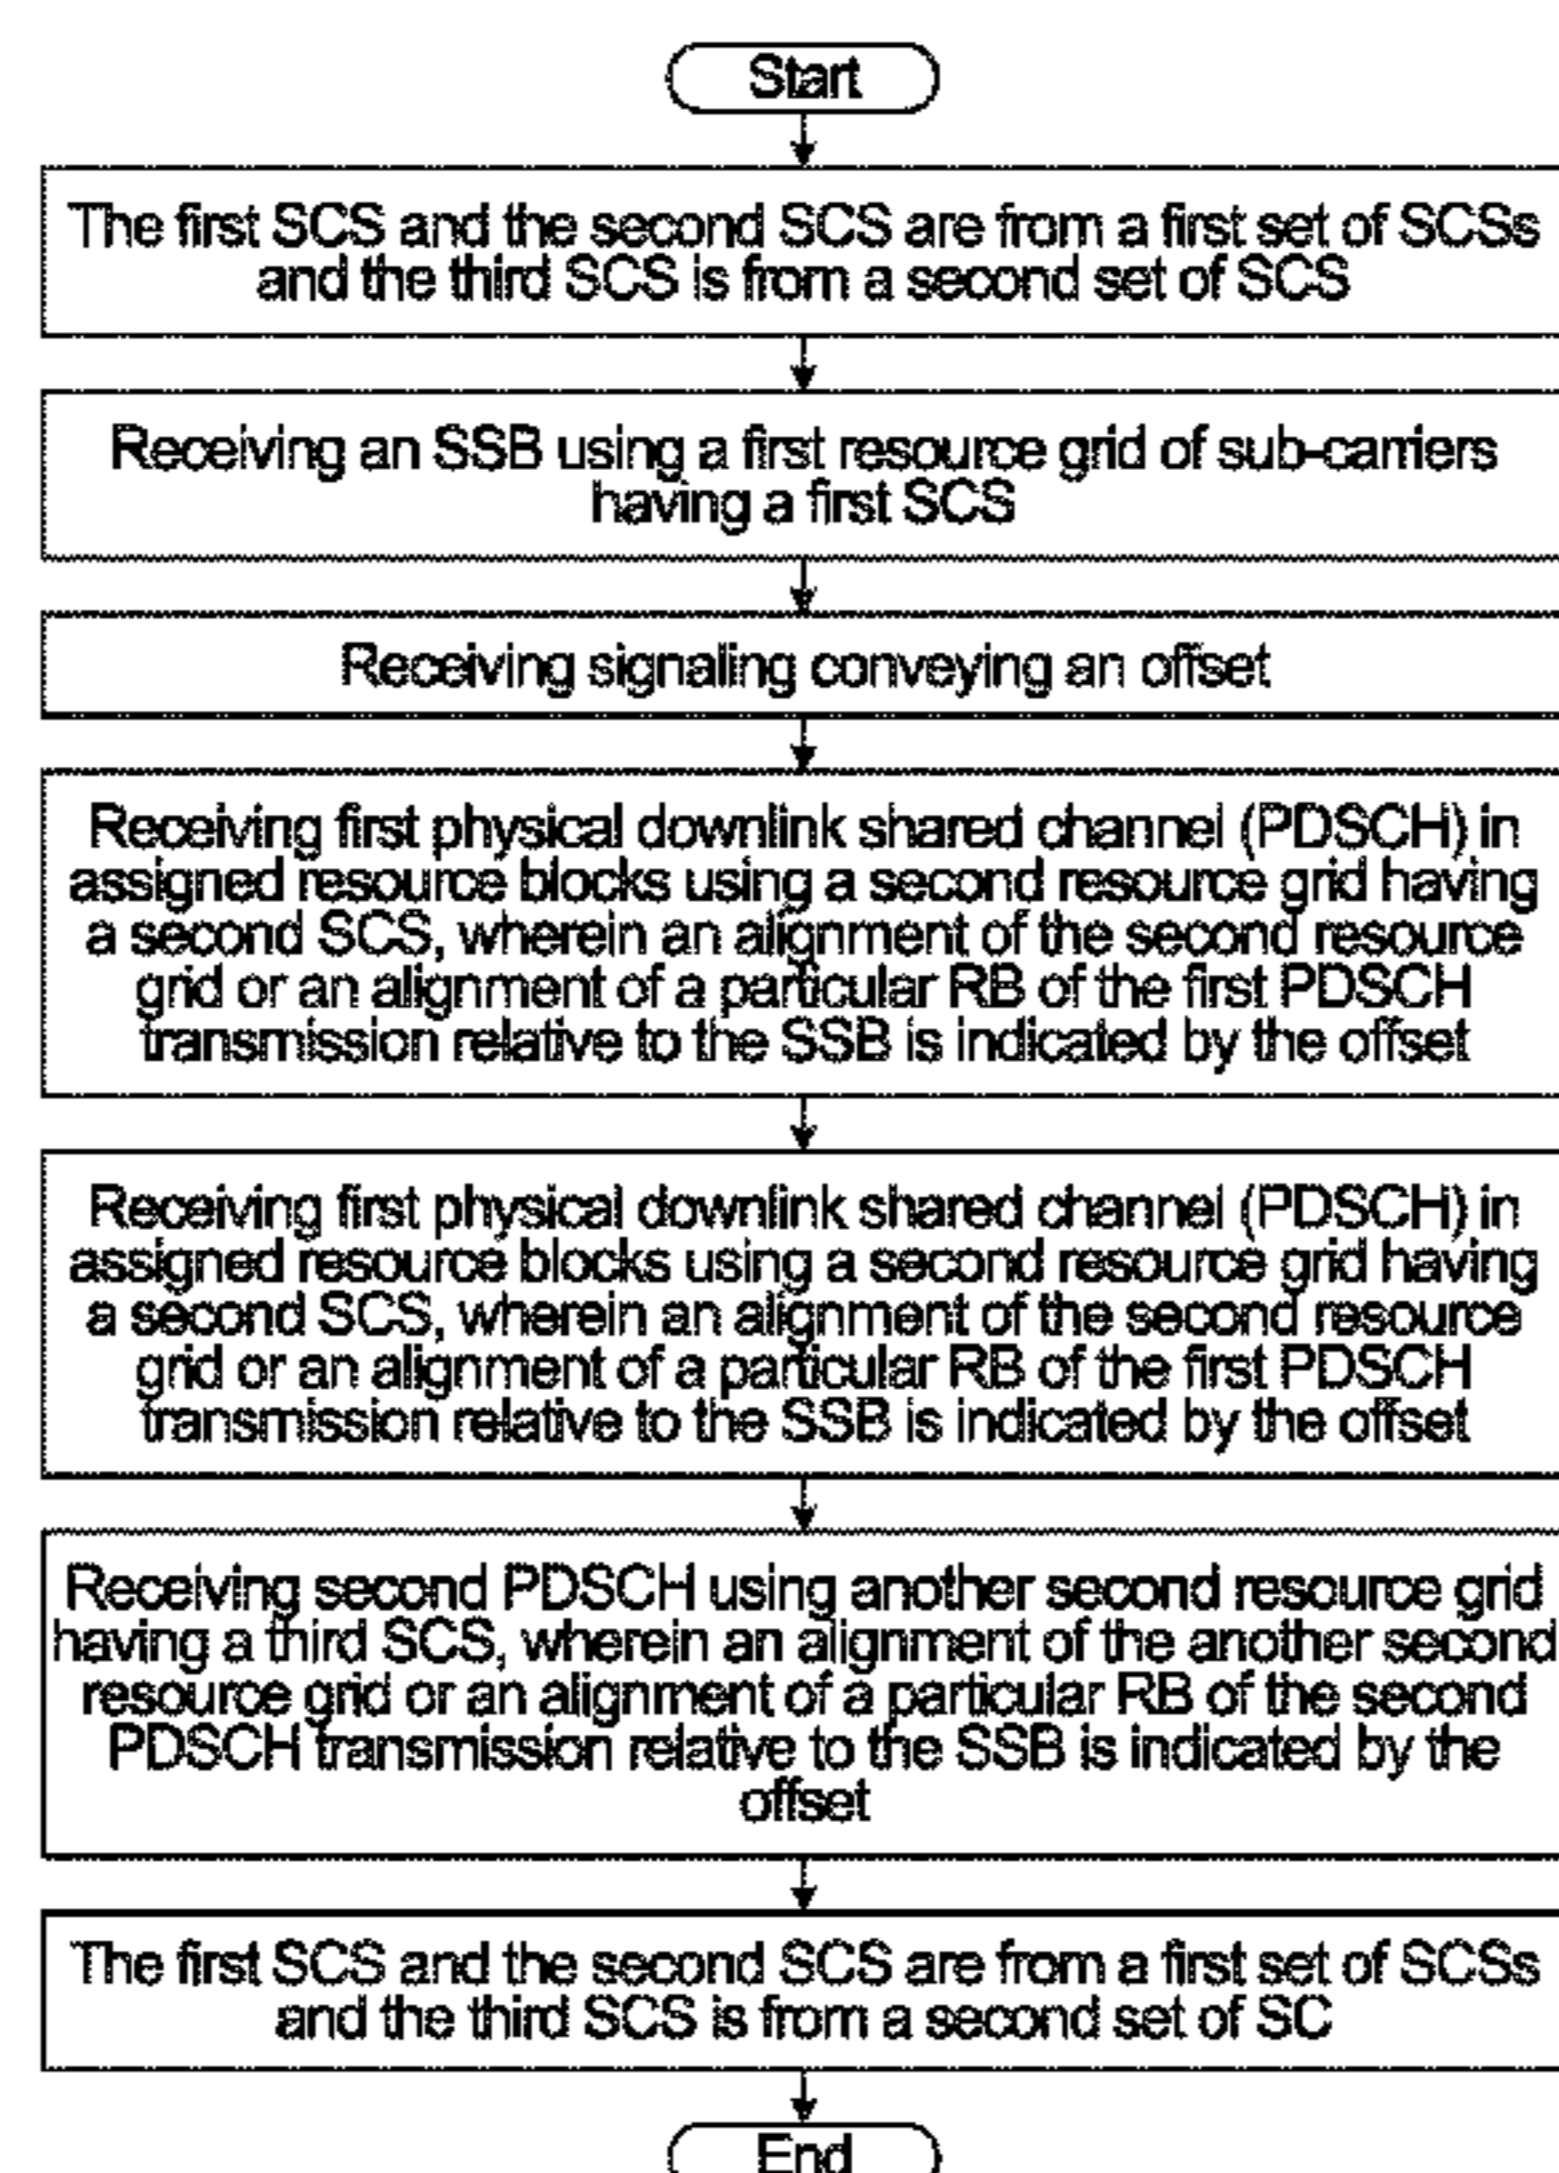 Start
The first SCS and the second SCS are from a first set of SCSs
and the third SCS is from a second set of SCS
Receiving an SSB using a first resource grid of sub-carriers
having a first SCS
Receiving signaling conveying an offset
Receiving first physical downlink shared channel (PDSCH) in
assigned resource blocks using a second resource grid having
a second SCS, wherein an alignment of the second resource
grid or an alignment of a particular RB of the first PDSCH
transmission relative to the SSB is indicated by the offset
Receiving first physical downlink shared channel (PDSCH) in
assigned resource blocks using a second resource grid having
a second SCS, wherein an alignment of the second resource
grid or an alignment of a particular RB of the first PDSCH
transmission relative to the SSB is indicated by the offset
Receiving second PDSCH using another second resource grid
having a third SCS, wherein an alignment of the another second
resource grid or an alignment of a particular RB of the second
PDSCH transmission relative to the SSB is indicated by the
offset
The first SCS and the second SCS are from a first set of SCSs
and the third SCS is from a second set of SC
End